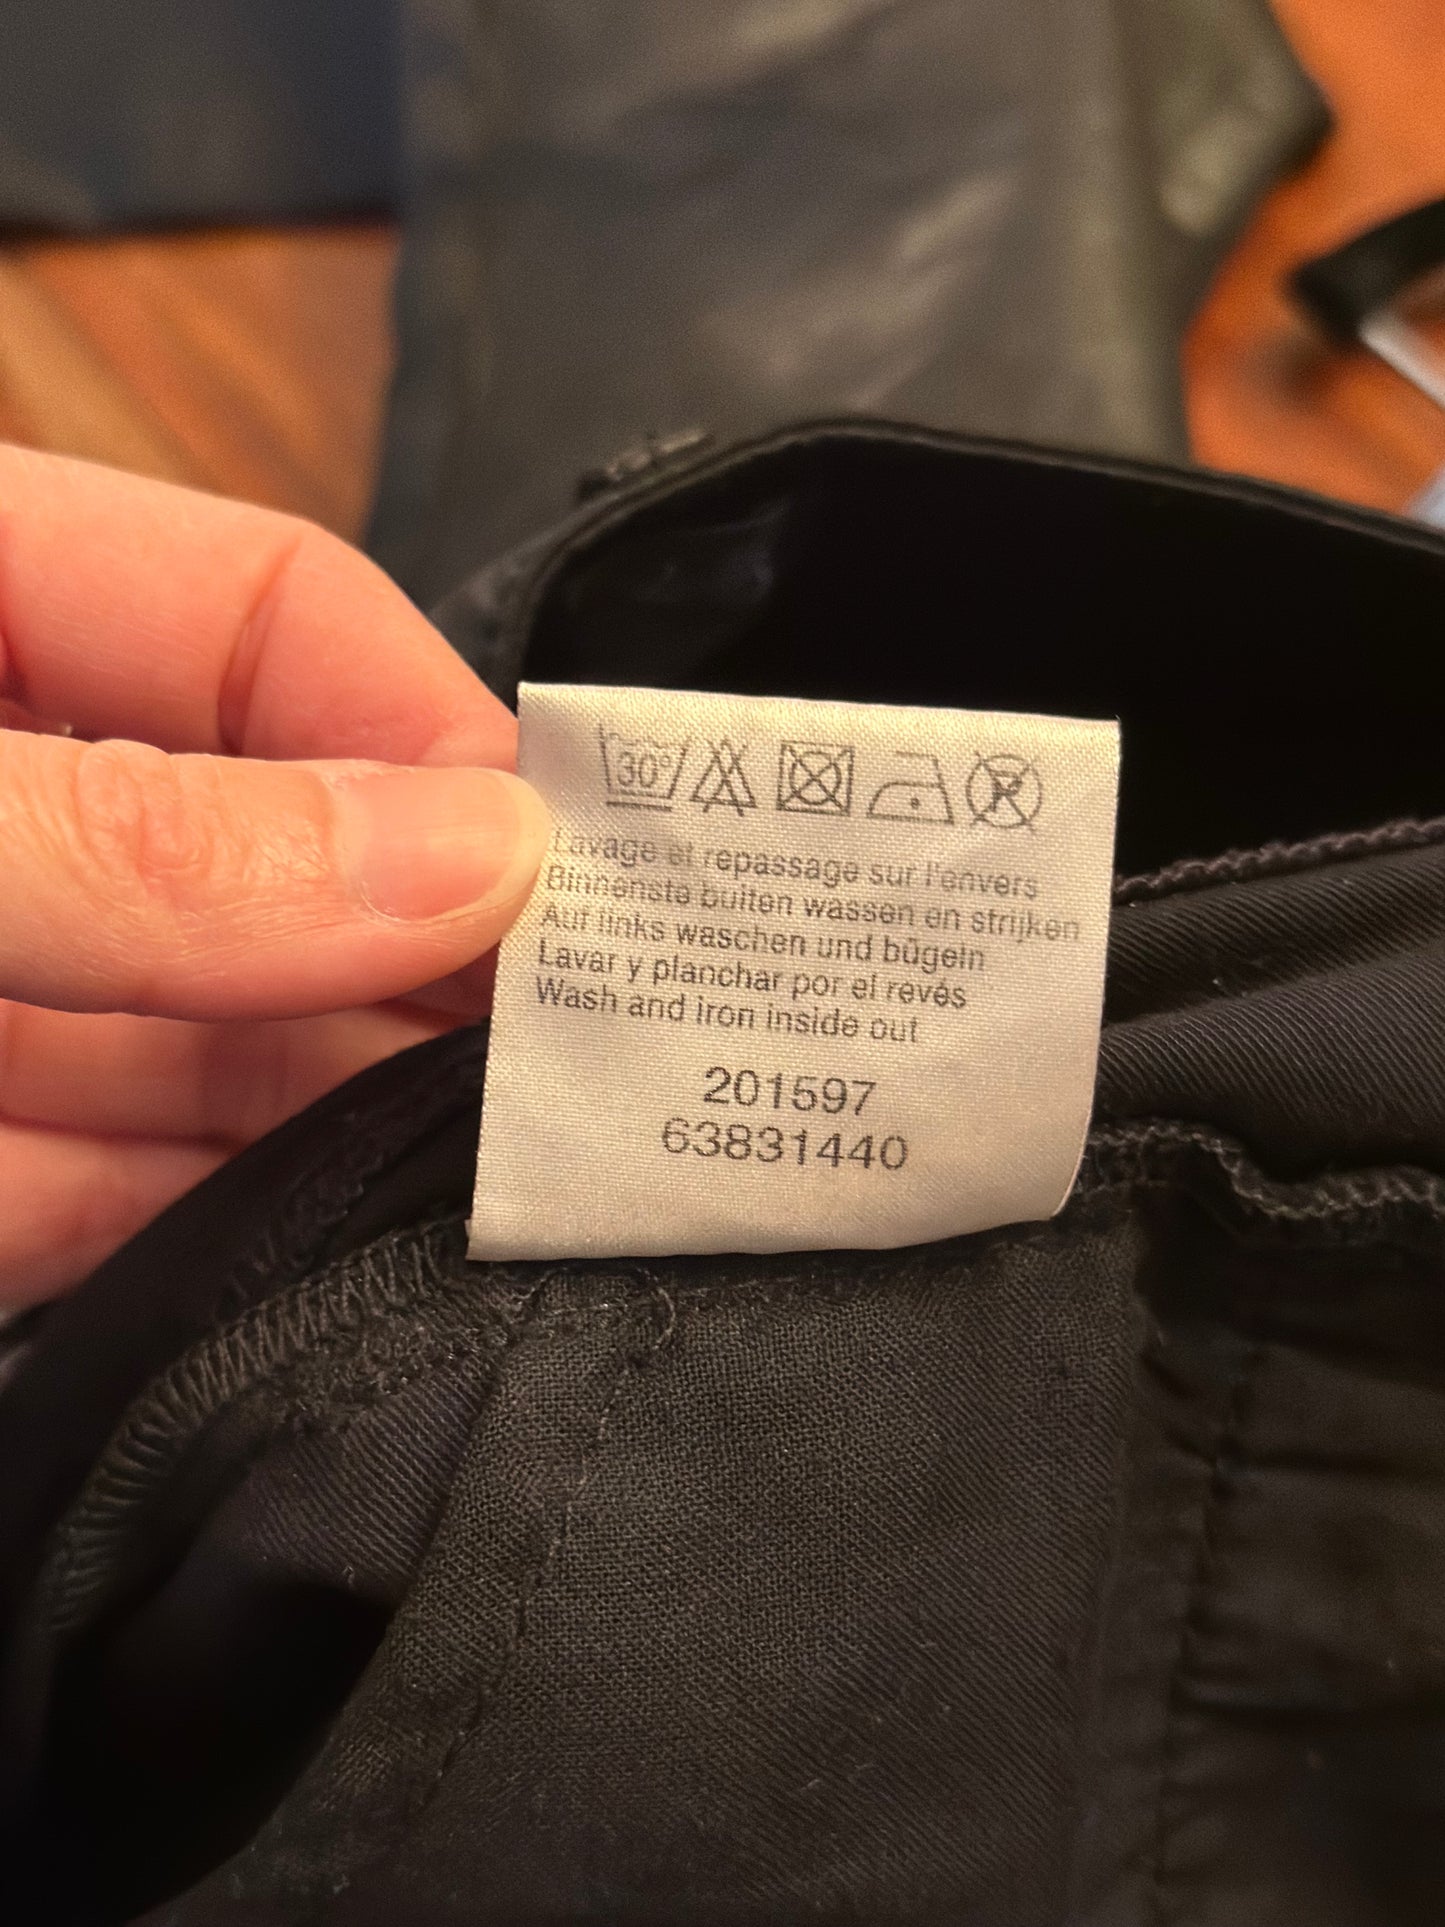 30°
P
Lavage et repassage sur l'envers
Binnenste buiten wassen en strijken
Auf links waschen und bügeln
Lavar y planchar por el revés
Wash and iron inside out
201597
63831440